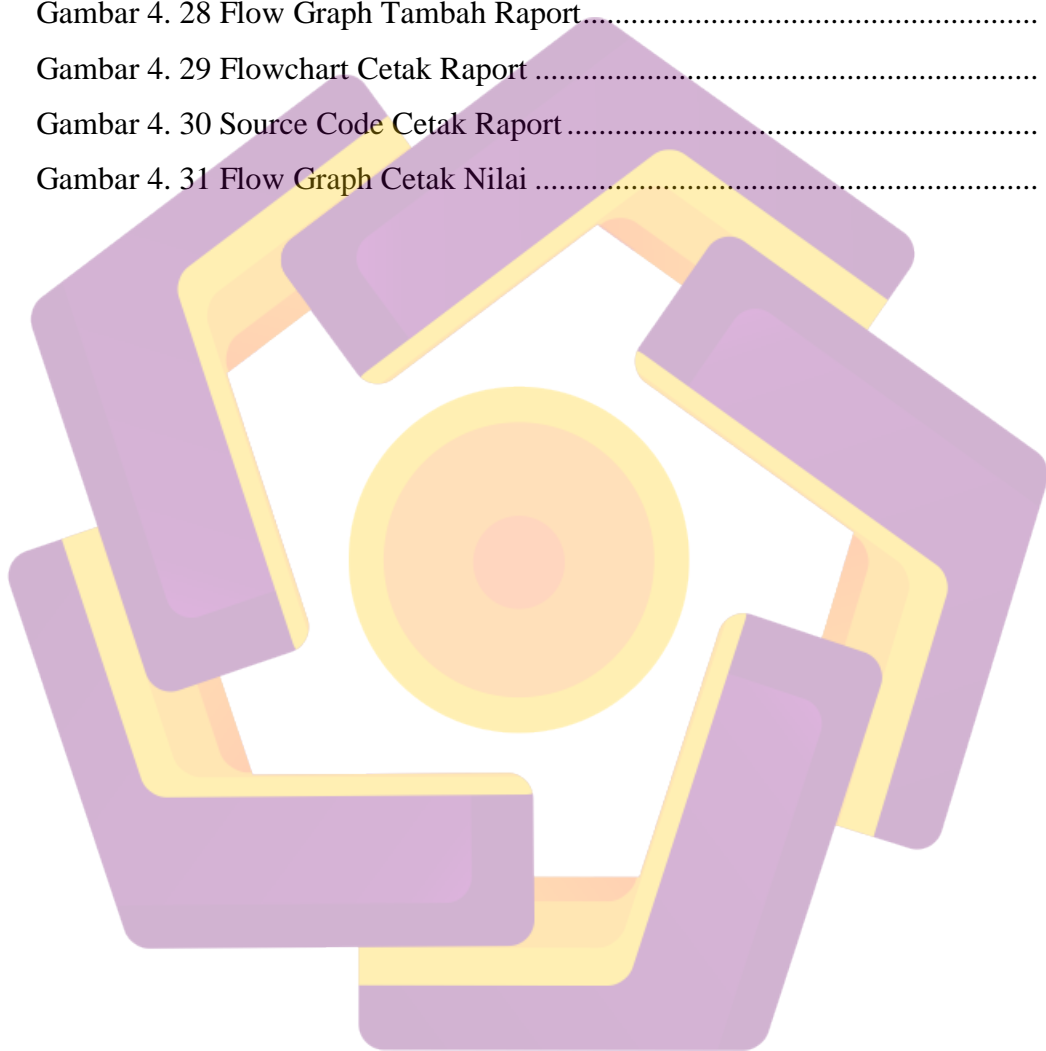 Gambar 4. 28 Flow Graph Tambah Raport............................................................
Gambar 4. 29 Flowchart Cetak Raport ..................................................................
Gambar 4. 30 Source Code Cetak Raport ..............................................................
Gambar 4. 31 Flow Graph Cetak Nilai ..................................................................